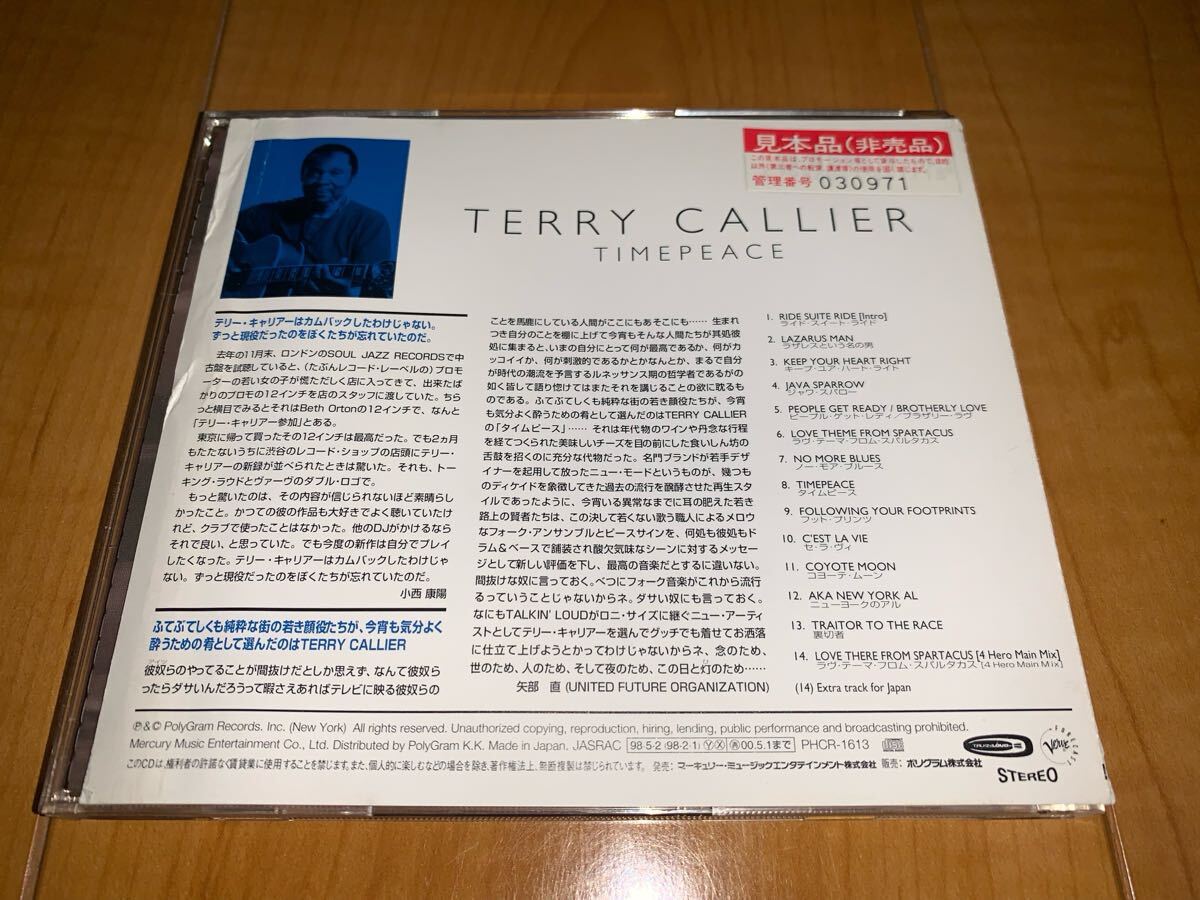 見本品(非売品)
この見本品は、プロモーション用として貸与したもので、目的
以外(第三者への転貸、譲渡等)の使用を固く禁じます。
管理番号 030971
TERRY CALLIER
TIMEPEACE
テリー・キャリアーはカムバックしたわけじゃない。
ずっと現役だったのをぼくたちが忘れていたのだ。
去年の11月末、ロンドンのSOUL JAZZ RECORDSで中
古盤を試聴していると、(たぶんレコード・レーベルの)プロモ
ーターの若い女の子が慌ただしく店に入ってきて、出来たば
かりのプロモの12インチを店のスタッフに渡していた。ちら
っと横目でみるとそれはBeth Ortonの12インチで、なんと
「テリー・キャリアー参加」とある。
東京に帰って買ったその12インチは最高だった。でも2ヵ月
もたたないうちに渋谷のレコード・ショップの店頭にテリー・
キャリアーの新録が並べられたときは驚いた。それも、トー
キング・ラウドとヴァーヴのダブル・ロゴで。
もっと驚いたのは、その内容が信じられないほど素晴らし
かったこと。かつての彼の作品も大好きでよく聴いていたけ
れど、クラブで使ったことはなかった。他のDJがかけるなら
それで良い、と思っていた。でも今度の新作は自分でプレイ
したくなった。テリー・キャリアーはカムバックしたわけじゃ
ない。ずっと現役だったのをぼくたちが忘れていたのだ。
小西 康陽
ふてぶてしくも純粋な街の若き顔役たちが、今宵も気分よく
酔うための肴として選んだのはTERRY CALLIER
彼奴らのやってることが間抜けだとしか思えず、なんて彼奴ら
ったらダサいんだろうって暇さえあればテレビに映る彼奴らの
ことを馬鹿にしている人間がここにもあそこにも…… 生まれ
つき自分のことを棚に上げて今宵もそんな人間たちが其処彼
処に集まると、いまの自分にとって何が最高であるか、何がカ
ッコイイか、何が刺激的であるかとかなんとか、まるで自分
が時代の潮流を予言するルネッサンス期の哲学者であるがの
如く皆して語り惚けてはまたそれを講じることの欲に耽るも
のである。ふてぶてしくも純粋な街の若き顔役たちが、今宵
も気分よく酔うための肴として選んだのはTERRY CALLIER
の「タイムピース」…… それは年代物のワインや丹念な行程
を経てつくられた美味しいチーズを目の前にした食いしん坊の
舌鼓を招くのに充分な代物だった。名門ブランドが若手デザ
イナーを起用して放ったニュー・モードというものが、幾つも
のディケイドを象徴してきた過去の流行を醗酵させた再生スタ
イルであったように、今宵いる異常なまでに耳の肥えた若き
路上の賢者たちは、この決して若くない歌う職人によるメロウ
なフォーク・アンサンブルとピースサインを、何処も彼処もド
ラム&ベースで舗装され酸欠気味なシーンに対するメッセー
ジとして新しい評価を下し、最高の音楽だとするに違いない。
間抜けな奴に言っておく。べつにフォーク音楽がこれから流行
るっていうことじゃないからネ。ダサい奴にも言っておく。
なにもTALKIN' LOUDがロニ・サイズに継ぐニュー・アーティ
ストとしてテリー・キャリアーを選んでグッチでも着せてお洒落
に仕立て上げようとかってわけじゃないからネ、念のため、
世のため、人のため、そして夜のため、この日と灯のため……
矢部 直 (UNITED FUTURE ORGANIZATION)
1. RIDE SUITE RIDE [Intro]
ライド・スイート・ライド
2. LAZARUS MAN
ラザレスという名の男
3. KEEP YOUR HEART RIGHT
キープ・ユア・ハート・ライト
4. JAVA SPARROW
ジャヴ・スパロー
5. PEOPLE GET READY / BROTHERLY LOVE
ピープル・ゲット・レディ/ブラザリー・ラヴ
6. LOVE THEME FROM SPARTACUS
ラヴ・テーマ・フロム・スパルタカス
7. NO MORE BLUES
ノー・モア・ブルース
8. TIMEPEACE
タイムピース
9. FOLLOWING YOUR FOOTPRINTS
フット・プリンツ
10. C'EST LA VIE
セ・ラ・ヴィ
11. COYOTE MOON
コヨーテ・ムーン
12. AKA NEW YORK AL
ニューヨークのアル
13. TRAITOR TO THE RACE
裏切者
14. LOVE THERE FROM SPARTACUS [4 Hero Main Mix]
ラヴ・テーマ・フロム・スパルタカス [4 Hero Main Mix]
(14) Extra track for Japan
℗&© PolyGram Records. Inc. (New York) All rights reserved. Unauthorized copying, reproduction, hiring, lending, public performance and broadcasting prohibited.
Mercury Music Entertainment Co., Ltd. Distributed by PolyGram K.K. Made in Japan. JASRAC 98·5·2 (98·2·1) Ⓨ Ⓧ 00.5.1まで PHCR-1613
このCDは、権利者の許諾なく賃貸業に使用することを禁じます。また、個人的に楽しむなどの場合を除き、著作権法上、無断複製は禁じられています。 発売: マーキュリー・ミュージックエンタテインメント株式会社 販売: ポリグラム株式会社
TALKIN LOUD
Verve
FORECAST
STEREO